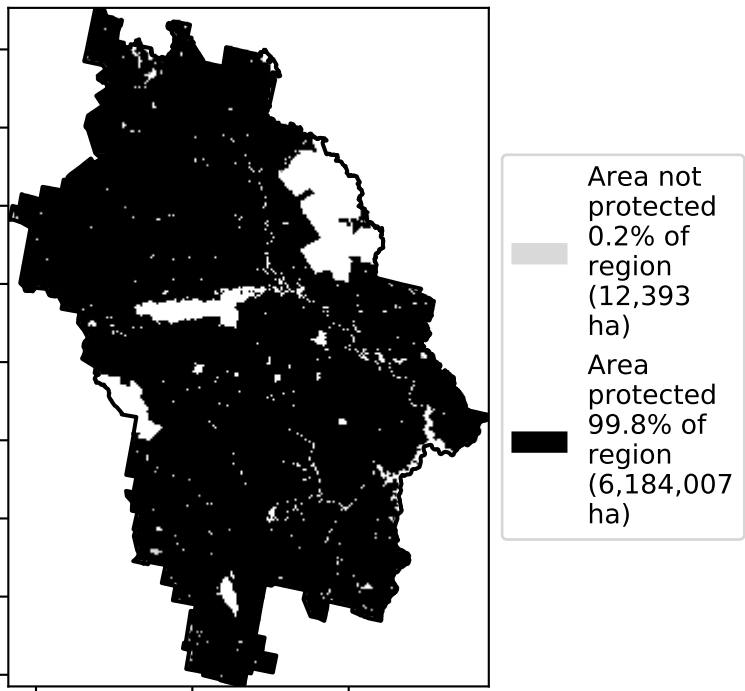 Area not
protected
0.2% of
region
(12,393
ha)
Area
protected
99.8% of
region
(6,184,007
ha)